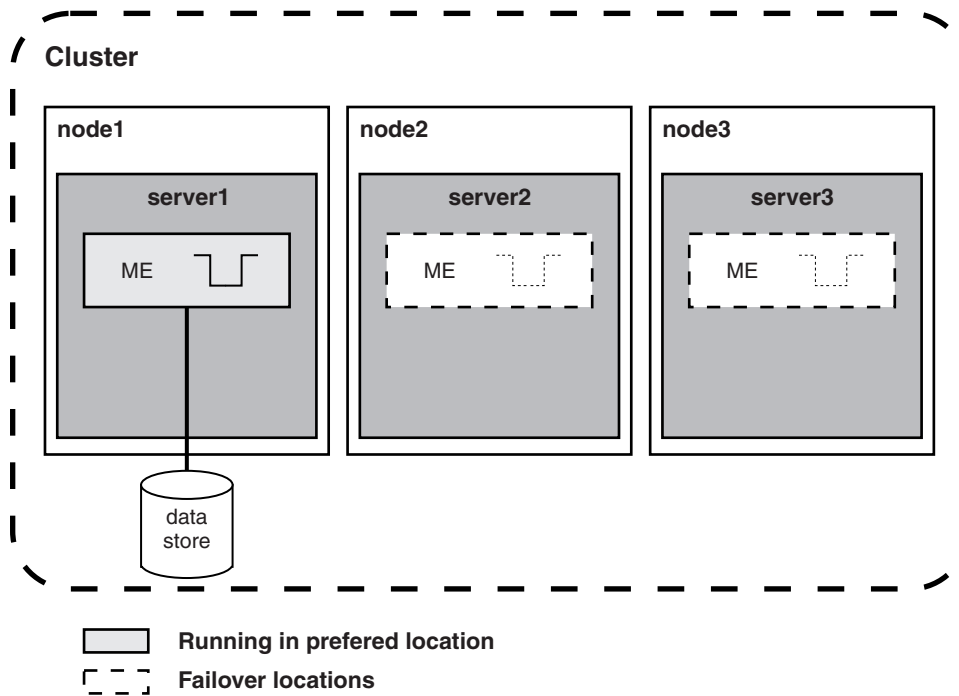 Cluster
node1
node2
node3
server1
server2
server3
ME
ME
ME
data
store
Running in prefered location
Failover locations